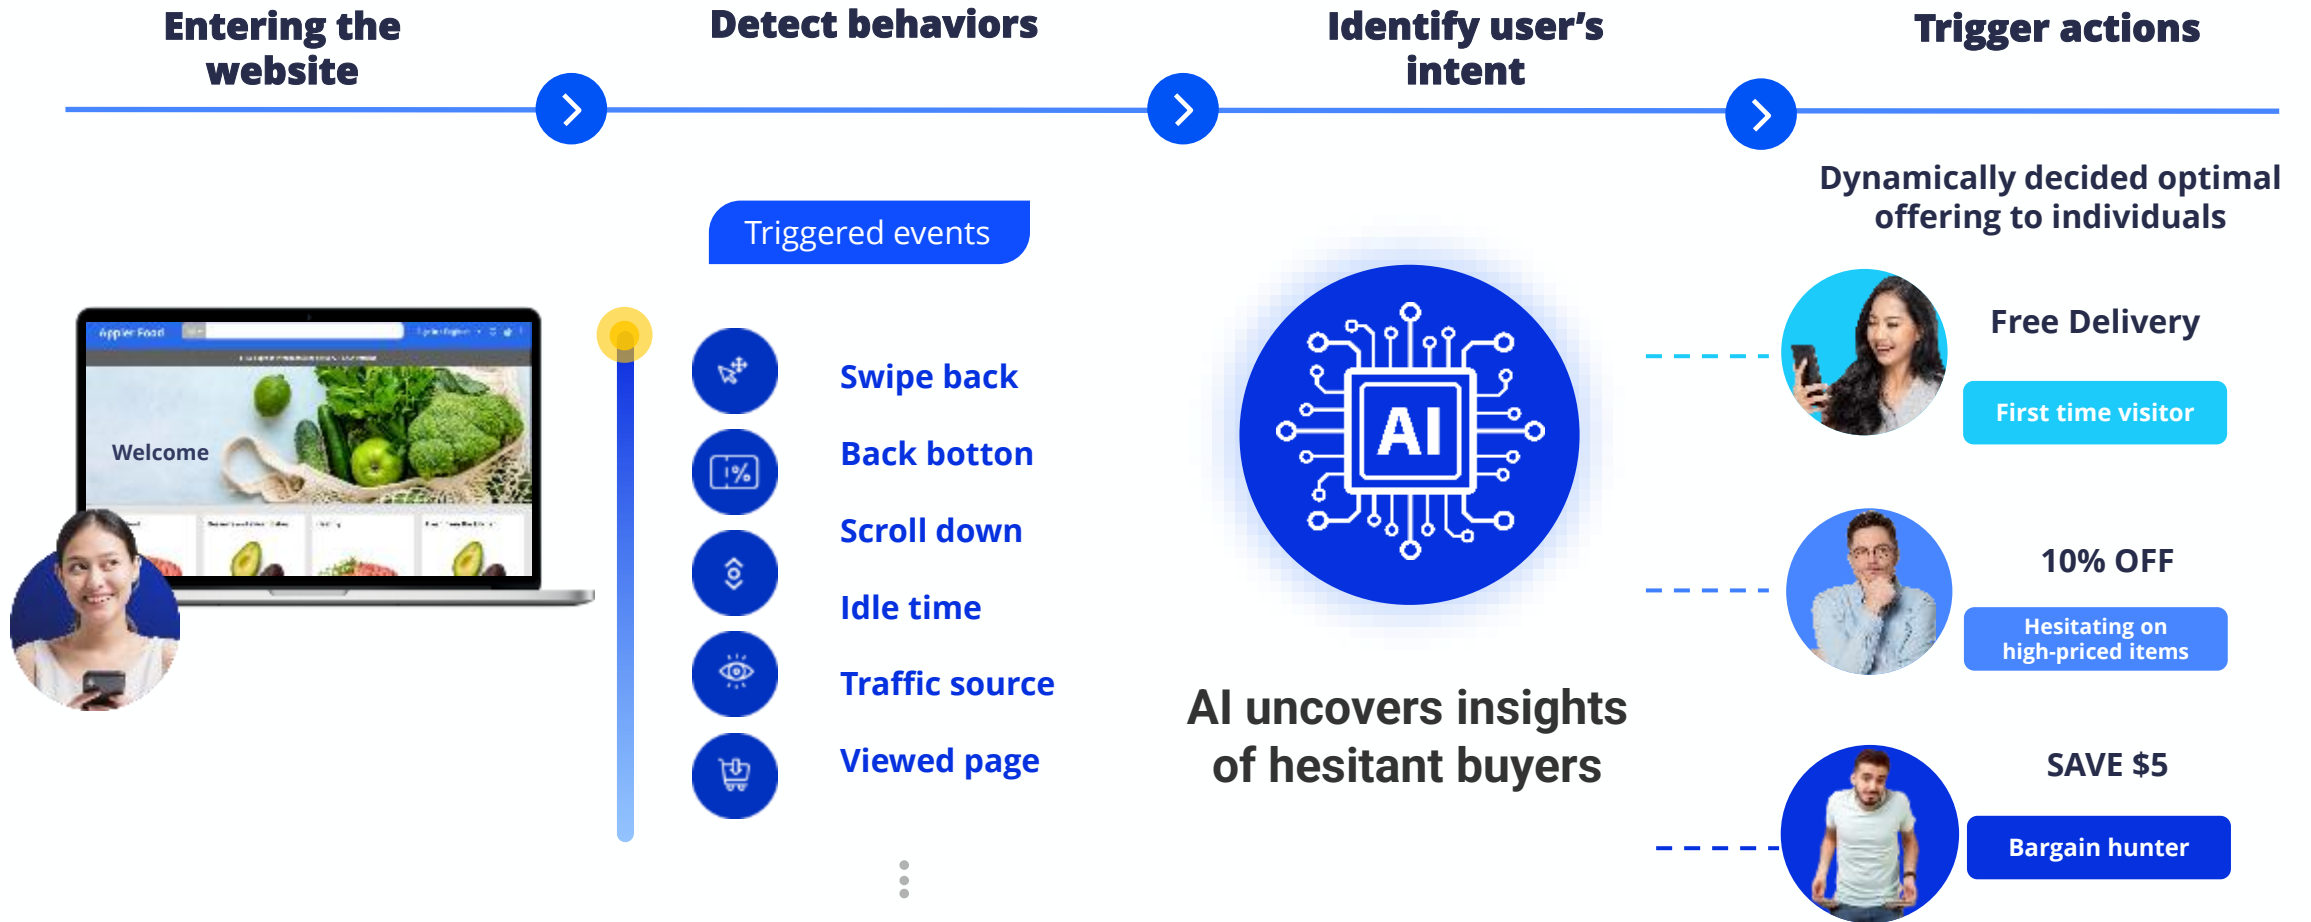 Entering the
website
Detect behaviors
Identify user's
intent
Trigger actions
Triggered events
Appier Food
Welcome
Swipe back
Back botton
Scroll down
Idle time
Traffic source
Viewed page
%
AI
AI uncovers insights
of hesitant buyers
Dynamically decided optimal
offering to individuals
Free Delivery
First time visitor
10% OFF
Hesitating on
high-priced items
SAVE $5
Bargain hunter